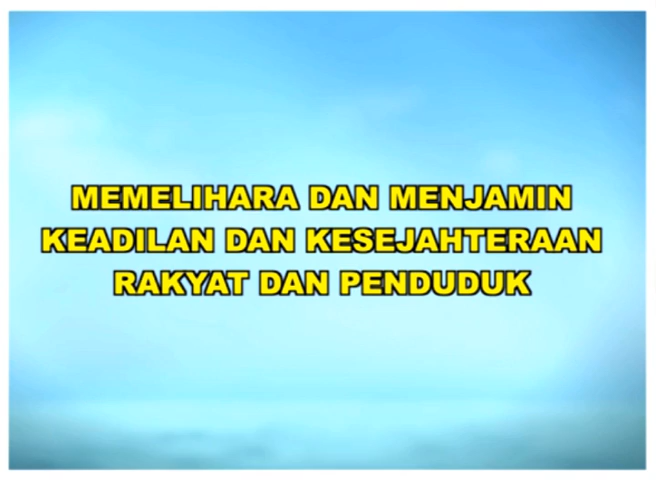 MEMELIHARA DAN MENJAMIN
KEADILAN DAN KESEJAHTERAAN
RAKYAT DAN PENDUDUK